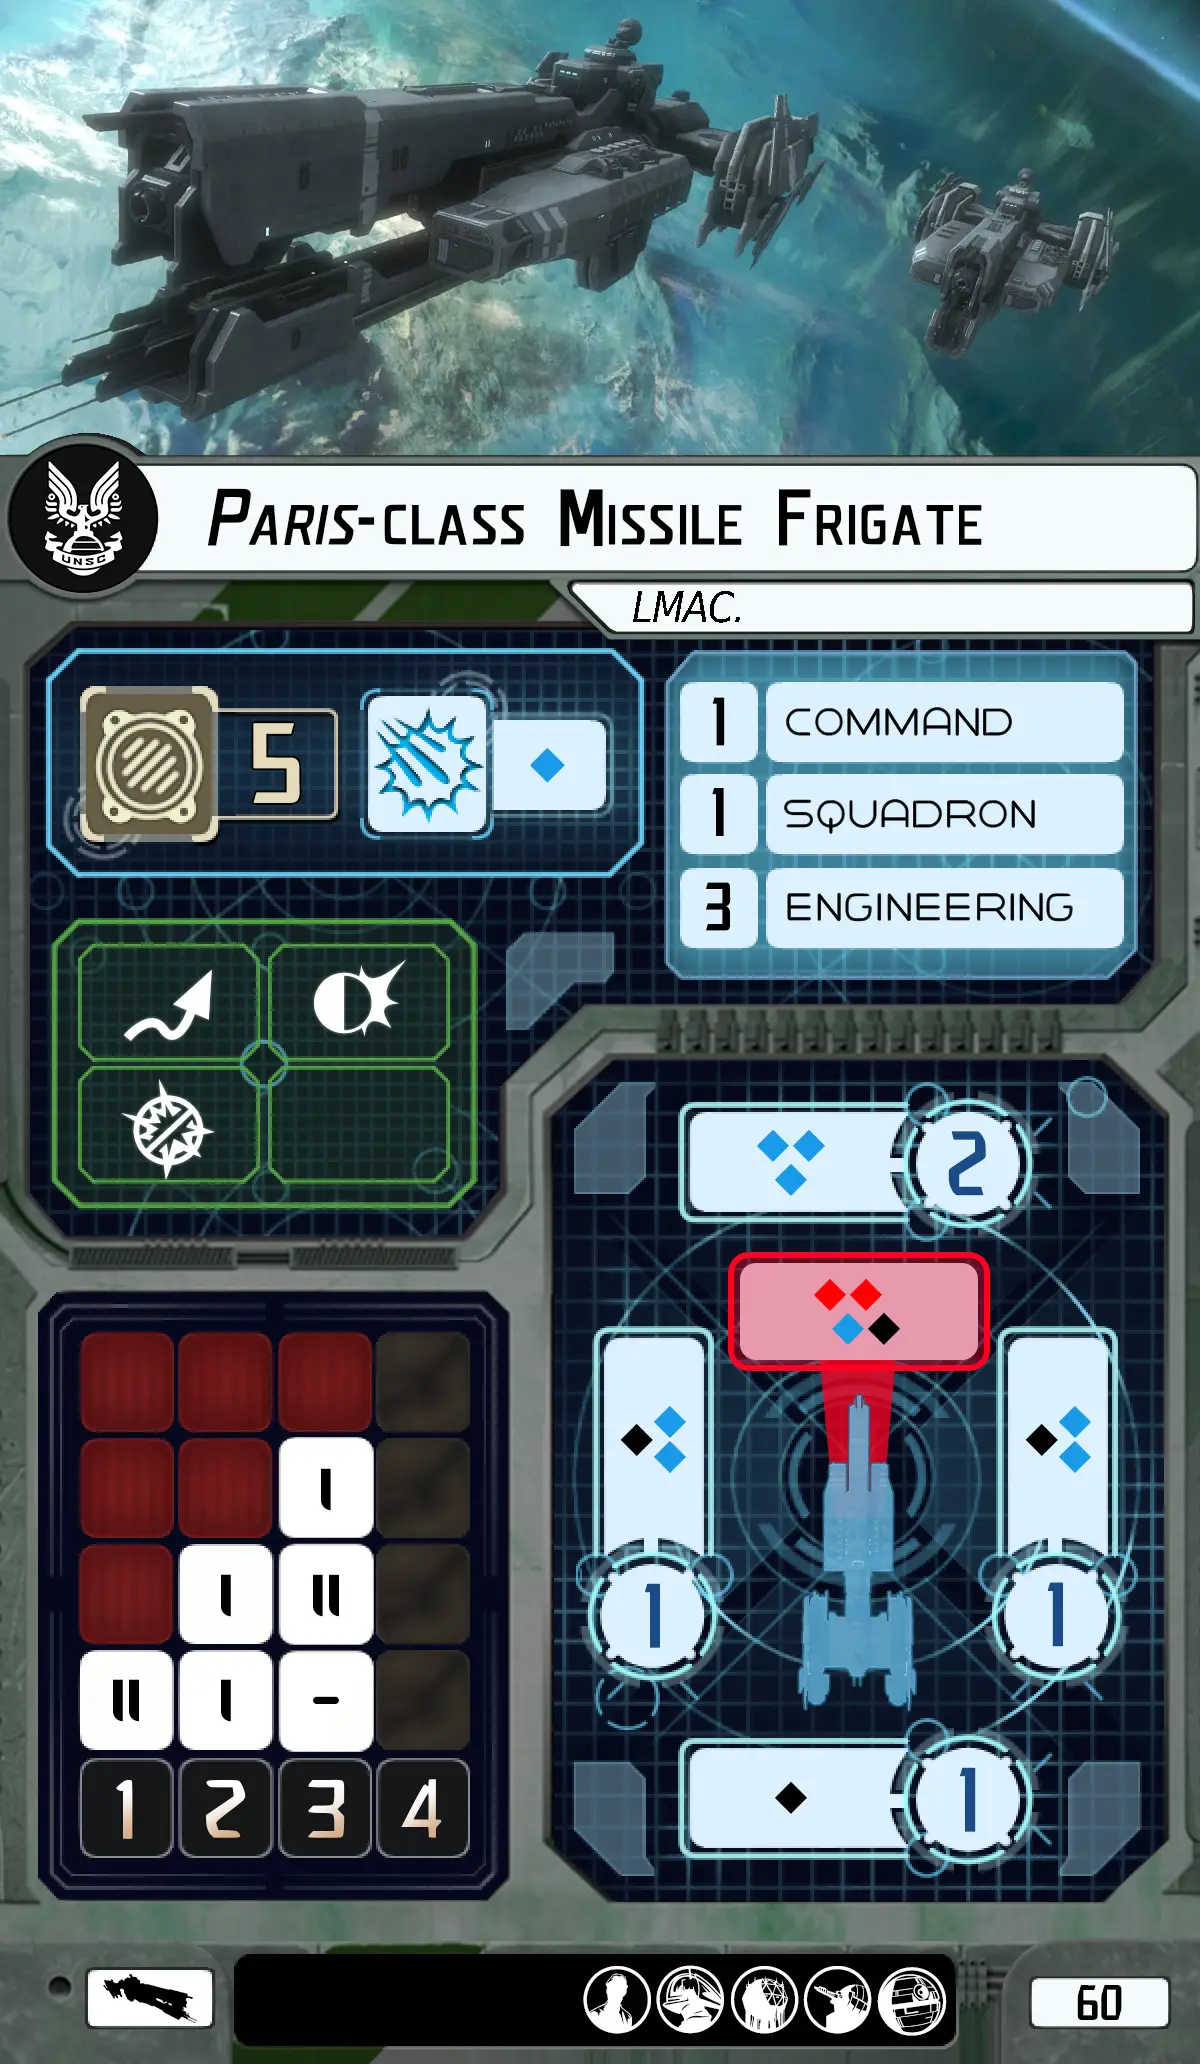 UNSC
PARIS-CLASS MISSILE FRIGATE
LMAC.
5
1 COMMAND
1 SQUADRON
3 ENGINEERING
2
I
I II
1 1
II I -
1
1 2 3 4
60